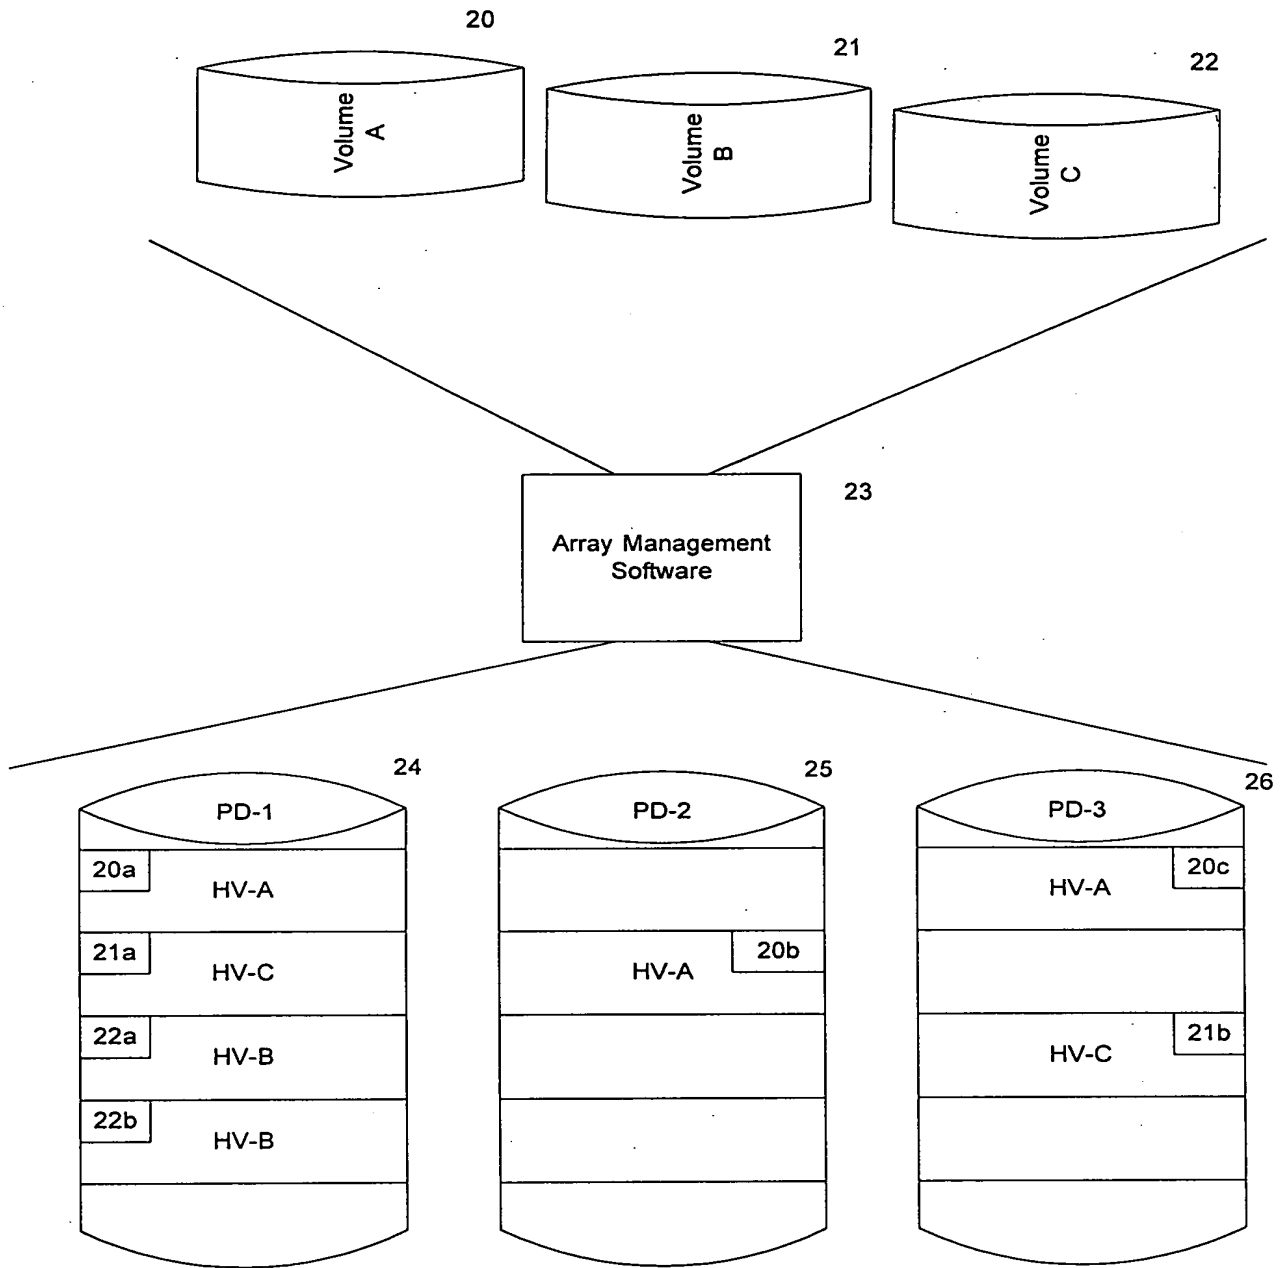 20
21
22
Volume
A
Volume
B
Volume
C
23
Array Management
Software
24
25
26
PD-1
PD-2
PD-3
20a
HV-A
20c
HV-A
21a
HV-C
20b
HV-A
22a
HV-B
21b
HV-C
22b
HV-B